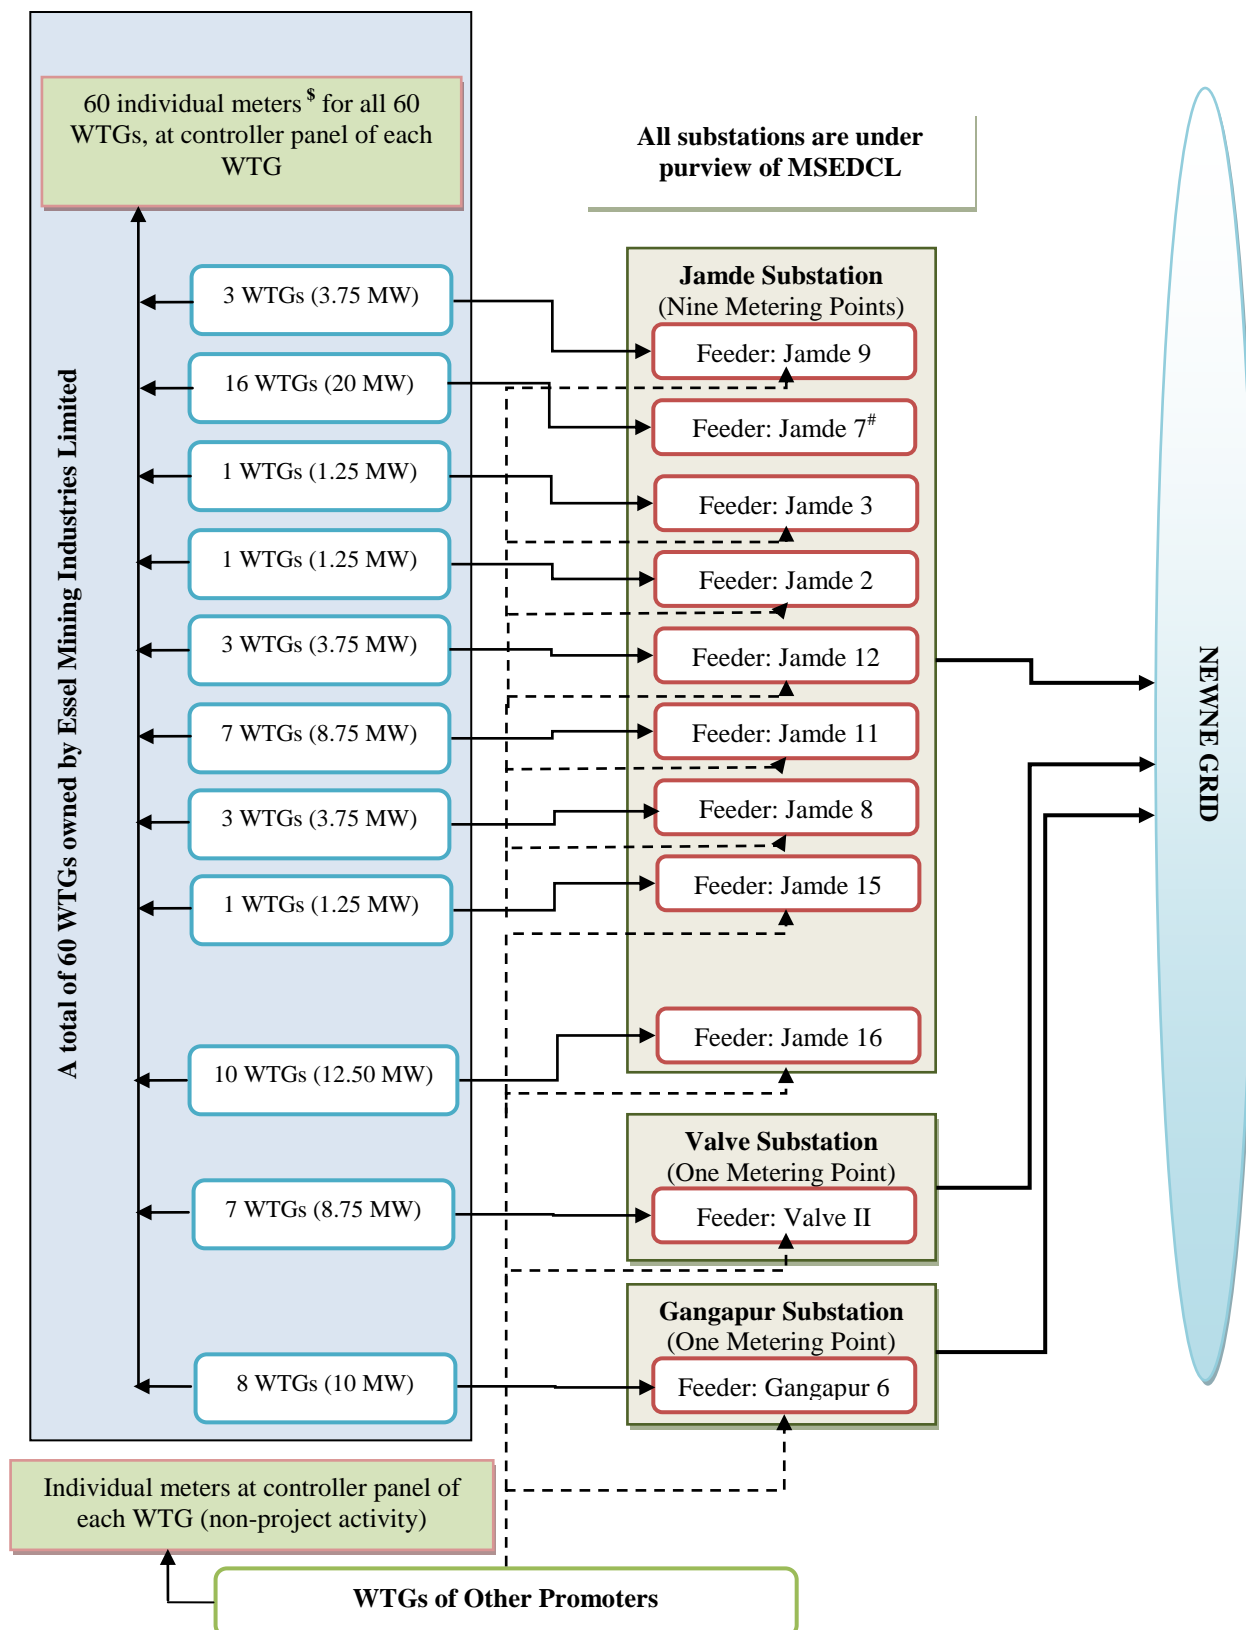 60 individual meters $ for all 60
WTGs, at controller panel of each
WTG
All substations are under
purview of MSEDCL
A total of 60 WTGs owned by Essel Mining Industries Limited
3 WTGs (3.75 MW)
16 WTGs (20 MW)
1 WTGs (1.25 MW)
1 WTGs (1.25 MW)
3 WTGs (3.75 MW)
7 WTGs (8.75 MW)
3 WTGs (3.75 MW)
1 WTGs (1.25 MW)
10 WTGs (12.50 MW)
7 WTGs (8.75 MW)
8 WTGs (10 MW)
Jamde Substation
(Nine Metering Points)
Feeder: Jamde 9
Feeder: Jamde 7#
Feeder: Jamde 3
Feeder: Jamde 2
Feeder: Jamde 12
Feeder: Jamde 11
Feeder: Jamde 8
Feeder: Jamde 15
Feeder: Jamde 16
Valve Substation
(One Metering Point)
Feeder: Valve II
Gangapur Substation
(One Metering Point)
Feeder: Gangapur 6
NEWNE GRID
Individual meters at controller panel of
each WTG (non-project activity)
WTGs of Other Promoters